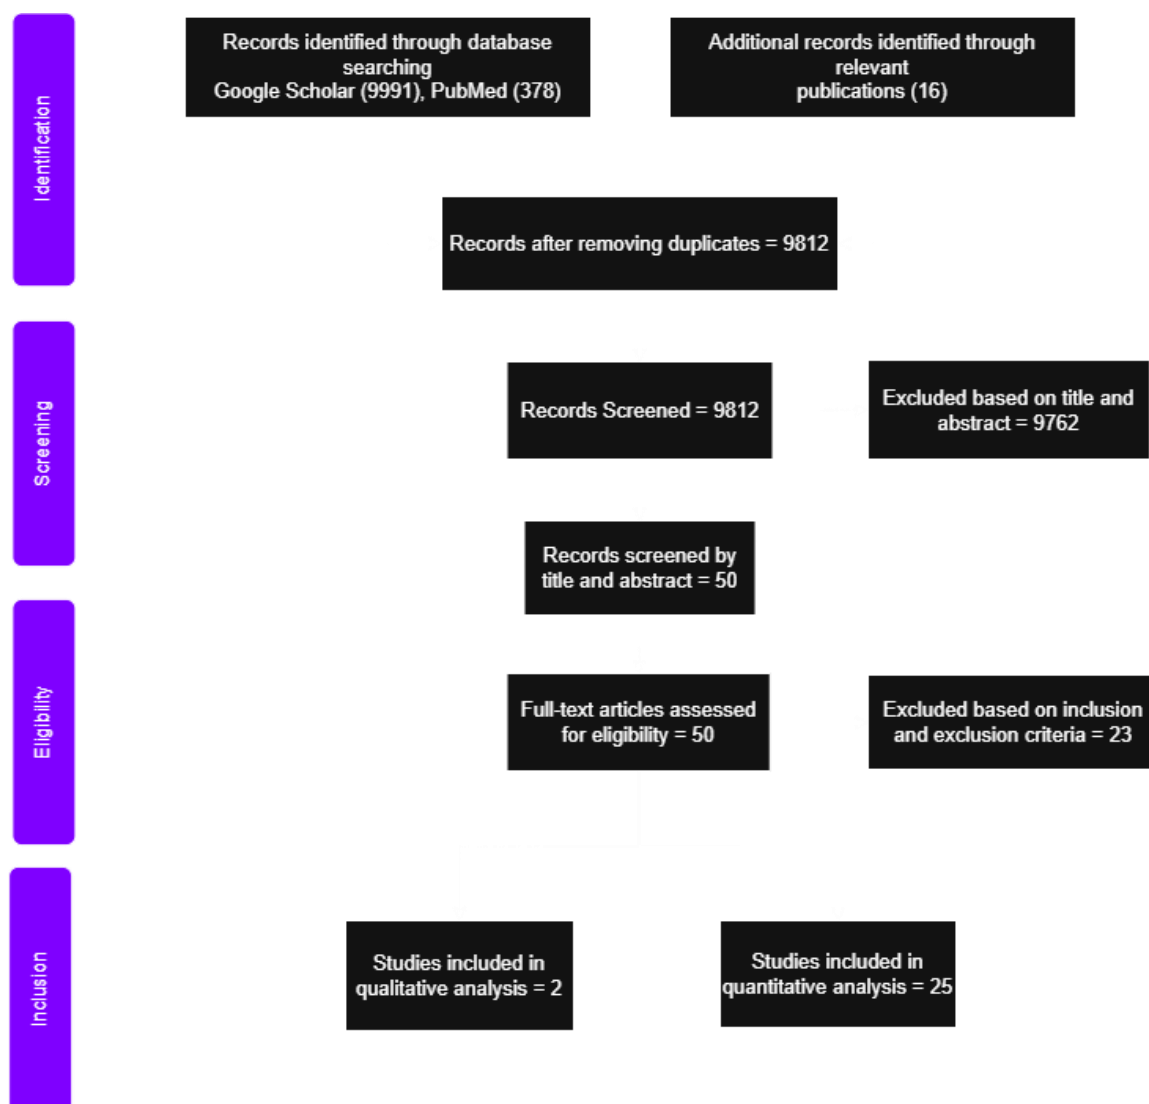 Identification
Records identified through database
searching
Google Scholar (9991), PubMed (378)
Additional records identified through
relevant
publications (16)
Records after removing duplicates = 9812
Screening
Records Screened = 9812
Excluded based on title and
abstract = 9762
Records screened by
title and abstract = 50
Eligibility
Full-text articles assessed
for eligibility = 50
Excluded based on inclusion
and exclusion criteria = 23
Inclusion
Studies included in
qualitative analysis = 2
Studies included in
quantitative analysis = 25